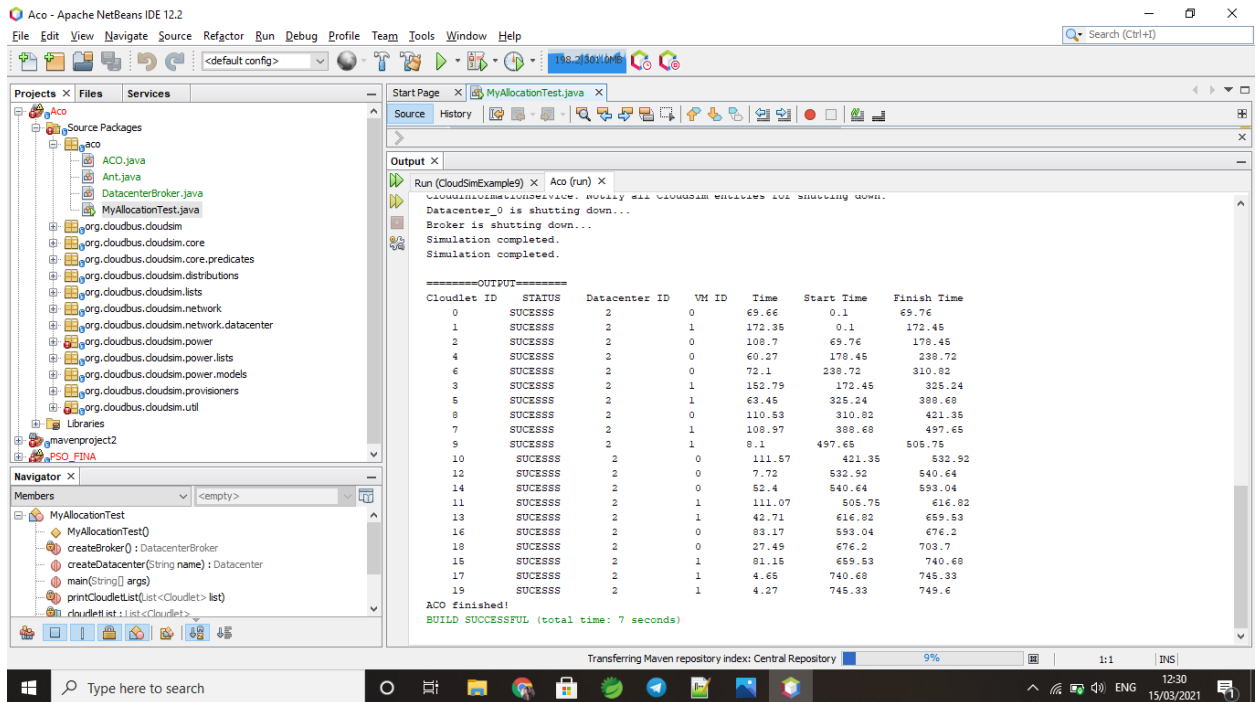 Aco - Apache NetBeans IDE 12.2
File Edit View Navigate Source Refactor Run Debug Profile Team Tools Window Help
Search (Ctrl+I)
<default config>
198.2/301.0MB
Projects Files Services
Aco
Source Packages
aco
ACO.java
Ant.java
DatacenterBroker.java
MyAllocationTest.java
org.cloudbus.cloudsim
org.cloudbus.cloudsim.core
org.cloudbus.cloudsim.core.predicates
org.cloudbus.cloudsim.distributions
org.cloudbus.cloudsim.lists
org.cloudbus.cloudsim.network
org.cloudbus.cloudsim.network.datacenter
org.cloudbus.cloudsim.power
org.cloudbus.cloudsim.power.lists
org.cloudbus.cloudsim.power.models
org.cloudbus.cloudsim.provisioners
org.cloudbus.cloudsim.util
Libraries
mavenproject2
PSO_FINA
Navigator
Members <empty>
MyAllocationTest
MyAllocationTest()
createBroker() : DatacenterBroker
createDatacenter(String name) : Datacenter
main(String[] args)
printCloudletList(List<Cloudlet> list)
cloudletList : List<Cloudlet>
Start Page MyAllocationTest.java
Source History
Output
Run (CloudSimExample9) Aco (run)
CloudInformationService: Notify all CloudSim entities for shutting down.
Datacenter_0 is shutting down...
Broker is shutting down...
Simulation completed.
Simulation completed.
========OUTPUT========
Cloudlet ID STATUS Datacenter ID VM ID Time Start Time Finish Time
0 SUCESSS 2 0 69.66 0.1 69.76
1 SUCESSS 2 1 172.35 0.1 172.45
2 SUCESSS 2 0 108.7 69.76 178.45
4 SUCESSS 2 0 60.27 178.45 238.72
6 SUCESSS 2 0 72.1 238.72 310.82
3 SUCESSS 2 1 152.79 172.45 325.24
5 SUCESSS 2 1 63.45 325.24 388.68
8 SUCESSS 2 0 110.53 310.82 421.35
7 SUCESSS 2 1 108.97 388.68 497.65
9 SUCESSS 2 1 8.1 497.65 505.75
10 SUCESSS 2 0 111.57 421.35 532.92
12 SUCESSS 2 0 7.72 532.92 540.64
14 SUCESSS 2 0 52.4 540.64 593.04
11 SUCESSS 2 1 111.07 505.75 616.82
13 SUCESSS 2 1 42.71 616.82 659.53
16 SUCESSS 2 0 83.17 593.04 676.2
18 SUCESSS 2 0 27.49 676.2 703.7
15 SUCESSS 2 1 81.15 659.53 740.68
17 SUCESSS 2 1 4.65 740.68 745.33
19 SUCESSS 2 1 4.27 745.33 749.6
ACO finished!
BUILD SUCCESSFUL (total time: 7 seconds)
Transferring Maven repository index: Central Repository 9% 1:1 INS
Type here to search
ENG
12:30
15/03/2021